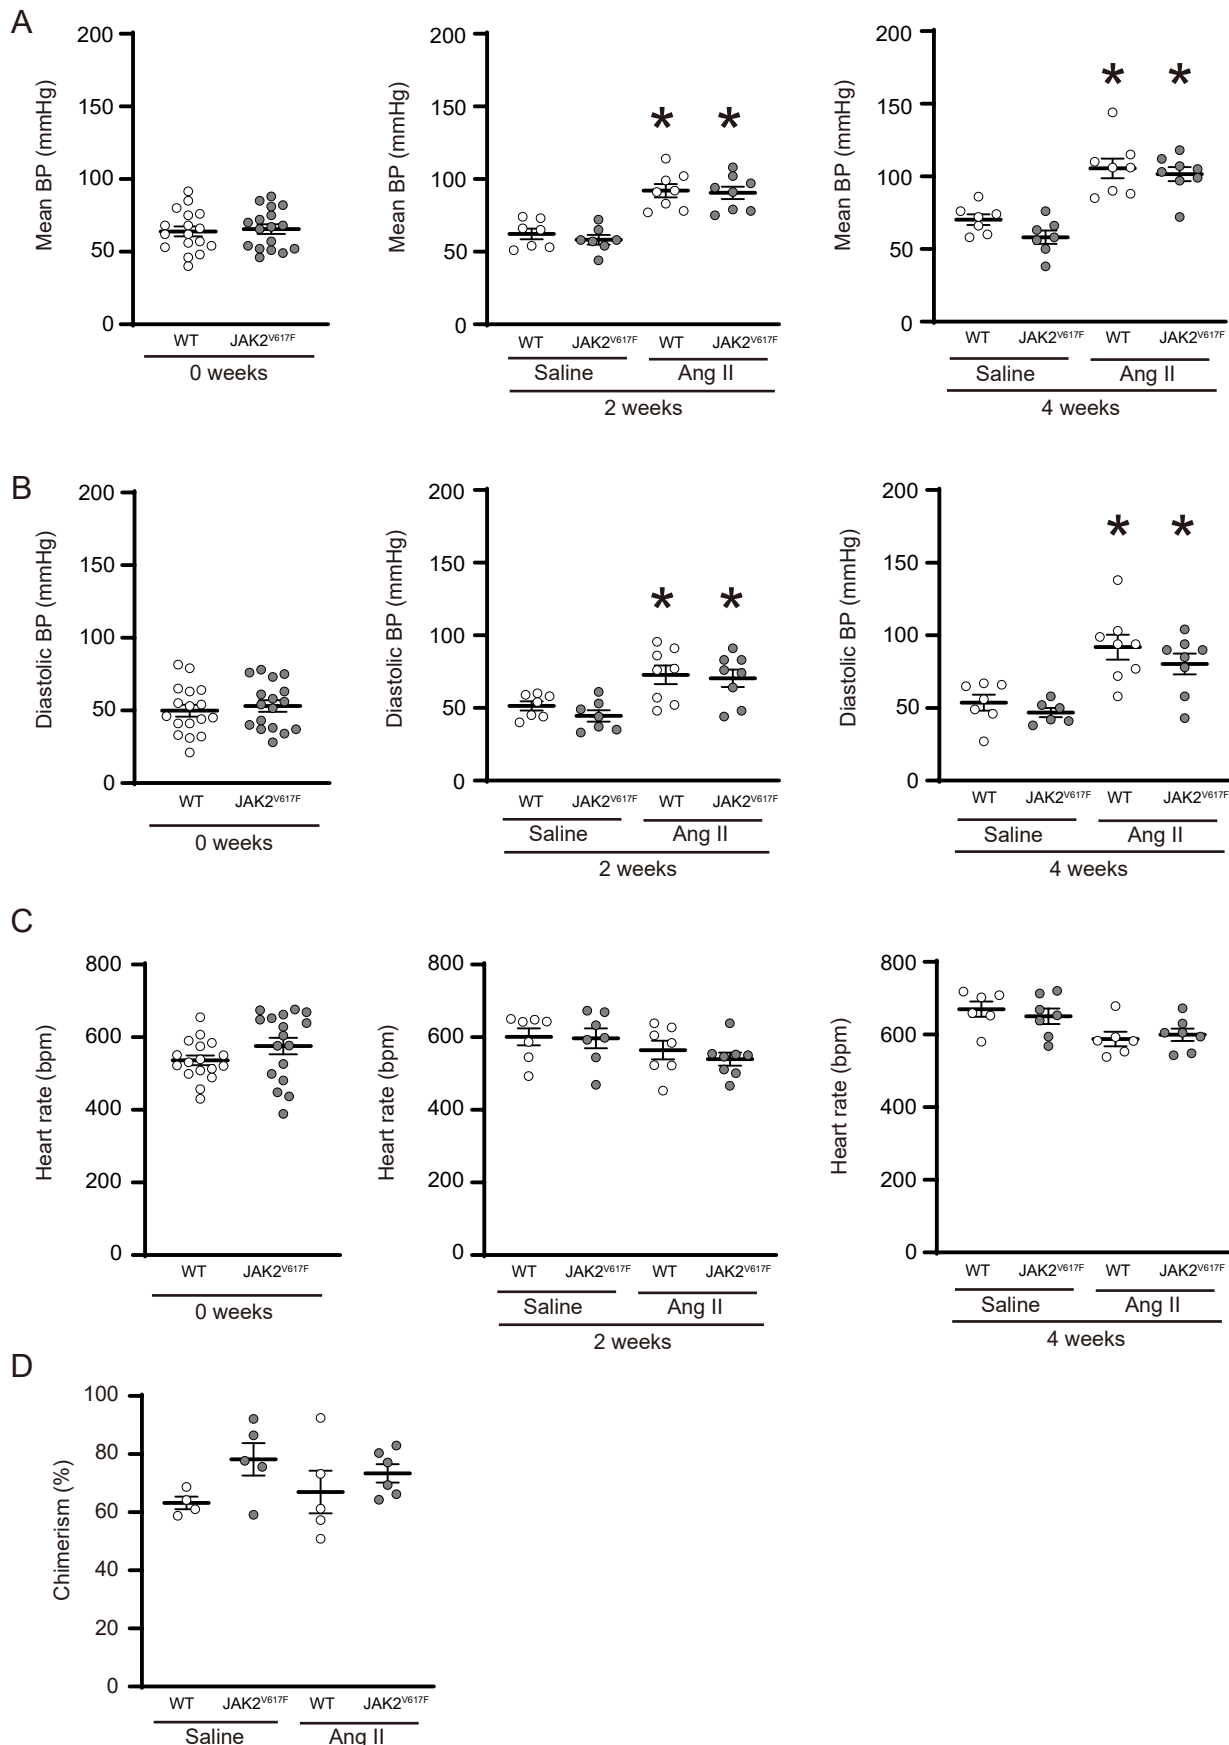 A
Mean BP (mmHg)
200
150
100
50
0
WT JAK2V617F
0 weeks
Mean BP (mmHg)
200
150
100
50
0
* *
WT JAK2V617F WT JAK2V617F
Saline Ang II
2 weeks
Mean BP (mmHg)
200
150
100
50
0
* *
WT JAK2V617F WT JAK2V617F
Saline Ang II
4 weeks
B
Diastolic BP (mmHg)
200
150
100
50
0
WT JAK2V617F
0 weeks
Diastolic BP (mmHg)
200
150
100
50
0
* *
WT JAK2V617F WT JAK2V617F
Saline Ang II
2 weeks
Diastolic BP (mmHg)
200
150
100
50
0
* *
WT JAK2V617F WT JAK2V617F
Saline Ang II
4 weeks
C
Heart rate (bpm)
800
600
400
200
0
WT JAK2V617F
0 weeks
Heart rate (bpm)
800
600
400
200
0
WT JAK2V617F WT JAK2V617F
Saline Ang II
2 weeks
Heart rate (bpm)
800
600
400
200
0
WT JAK2V617F WT JAK2V617F
Saline Ang II
4 weeks
D
Chimerism (%)
100
80
60
40
20
0
WT JAK2V617F WT JAK2V617F
Saline Ang II